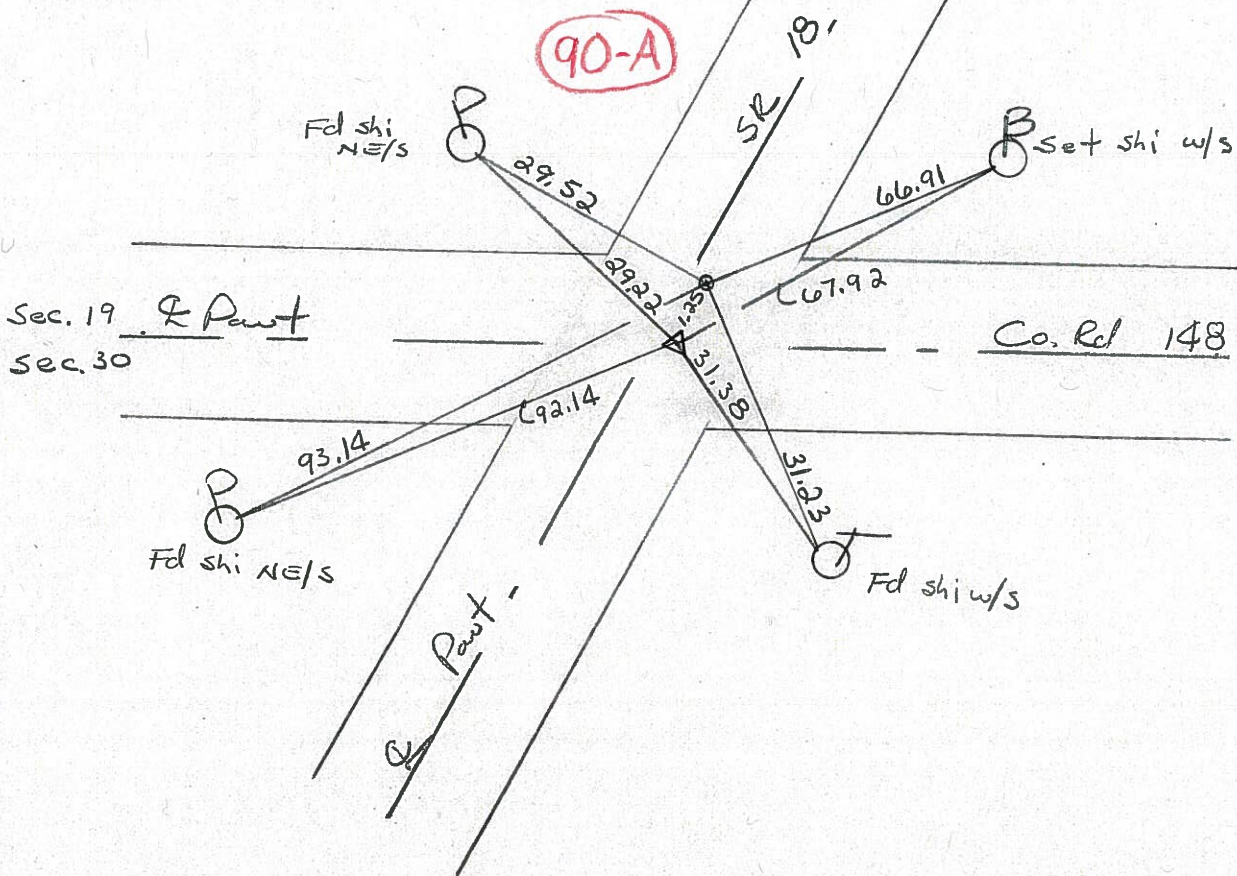 90-A
SR 18
P
Fd shi
NE/S
29.52
B
Set shi w/s
66.91
29.22
1.25
67.92
Sec. 19 ℄ Pavt
Sec. 30
Co. Rd 148
31.38
92.14
93.14
31.23
P
Fd shi NE/S
T
Fd shi w/s
℄ Pavt